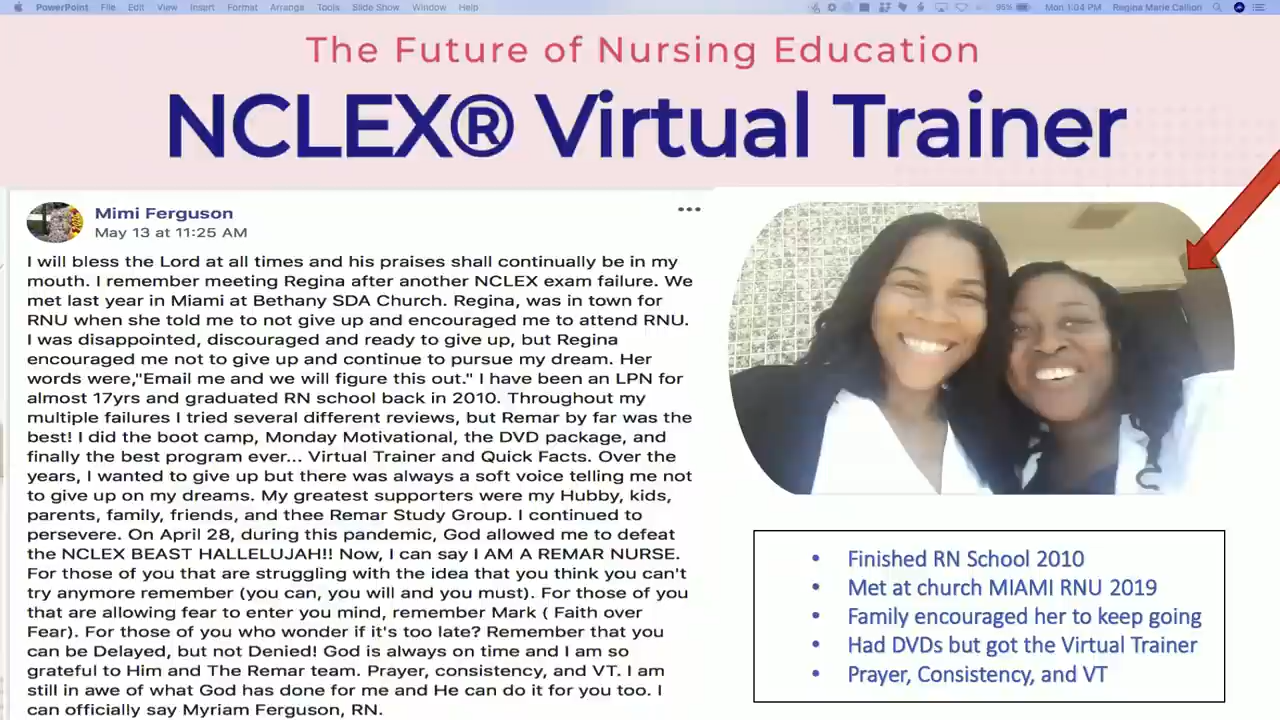 PowerPoint File Edit View Insert Format Arrange Tools Slide Show Window Help 95% Mon 1:04 PM Regina Marie Callion
The Future of Nursing Education
NCLEX® Virtual Trainer
Mimi Ferguson
May 13 at 11:25 AM
I will bless the Lord at all times and his praises shall continually be in my
mouth. I remember meeting Regina after another NCLEX exam failure. We
met last year in Miami at Bethany SDA Church. Regina, was in town for
RNU when she told me to not give up and encouraged me to attend RNU.
I was disappointed, discouraged and ready to give up, but Regina
encouraged me not to give up and continue to pursue my dream. Her
words were,"Email me and we will figure this out." I have been an LPN for
almost 17yrs and graduated RN school back in 2010. Throughout my
multiple failures I tried several different reviews, but Remar by far was the
best! I did the boot camp, Monday Motivational, the DVD package, and
finally the best program ever... Virtual Trainer and Quick Facts. Over the
years, I wanted to give up but there was always a soft voice telling me not
to give up on my dreams. My greatest supporters were my Hubby, kids,
parents, family, friends, and thee Remar Study Group. I continued to
persevere. On April 28, during this pandemic, God allowed me to defeat
the NCLEX BEAST HALLELUJAH!! Now, I can say I AM A REMAR NURSE.
For those of you that are struggling with the idea that you think you can't
try anymore remember (you can, you will and you must). For those of you
that are allowing fear to enter you mind, remember Mark ( Faith over
Fear). For those of you who wonder if it's too late? Remember that you
can be Delayed, but not Denied! God is always on time and I am so
grateful to Him and The Remar team. Prayer, consistency, and VT. I am
still in awe of what God has done for me and He can do it for you too. I
can officially say Myriam Ferguson, RN.
• Finished RN School 2010
• Met at church MIAMI RNU 2019
• Family encouraged her to keep going
• Had DVDs but got the Virtual Trainer
• Prayer, Consistency, and VT